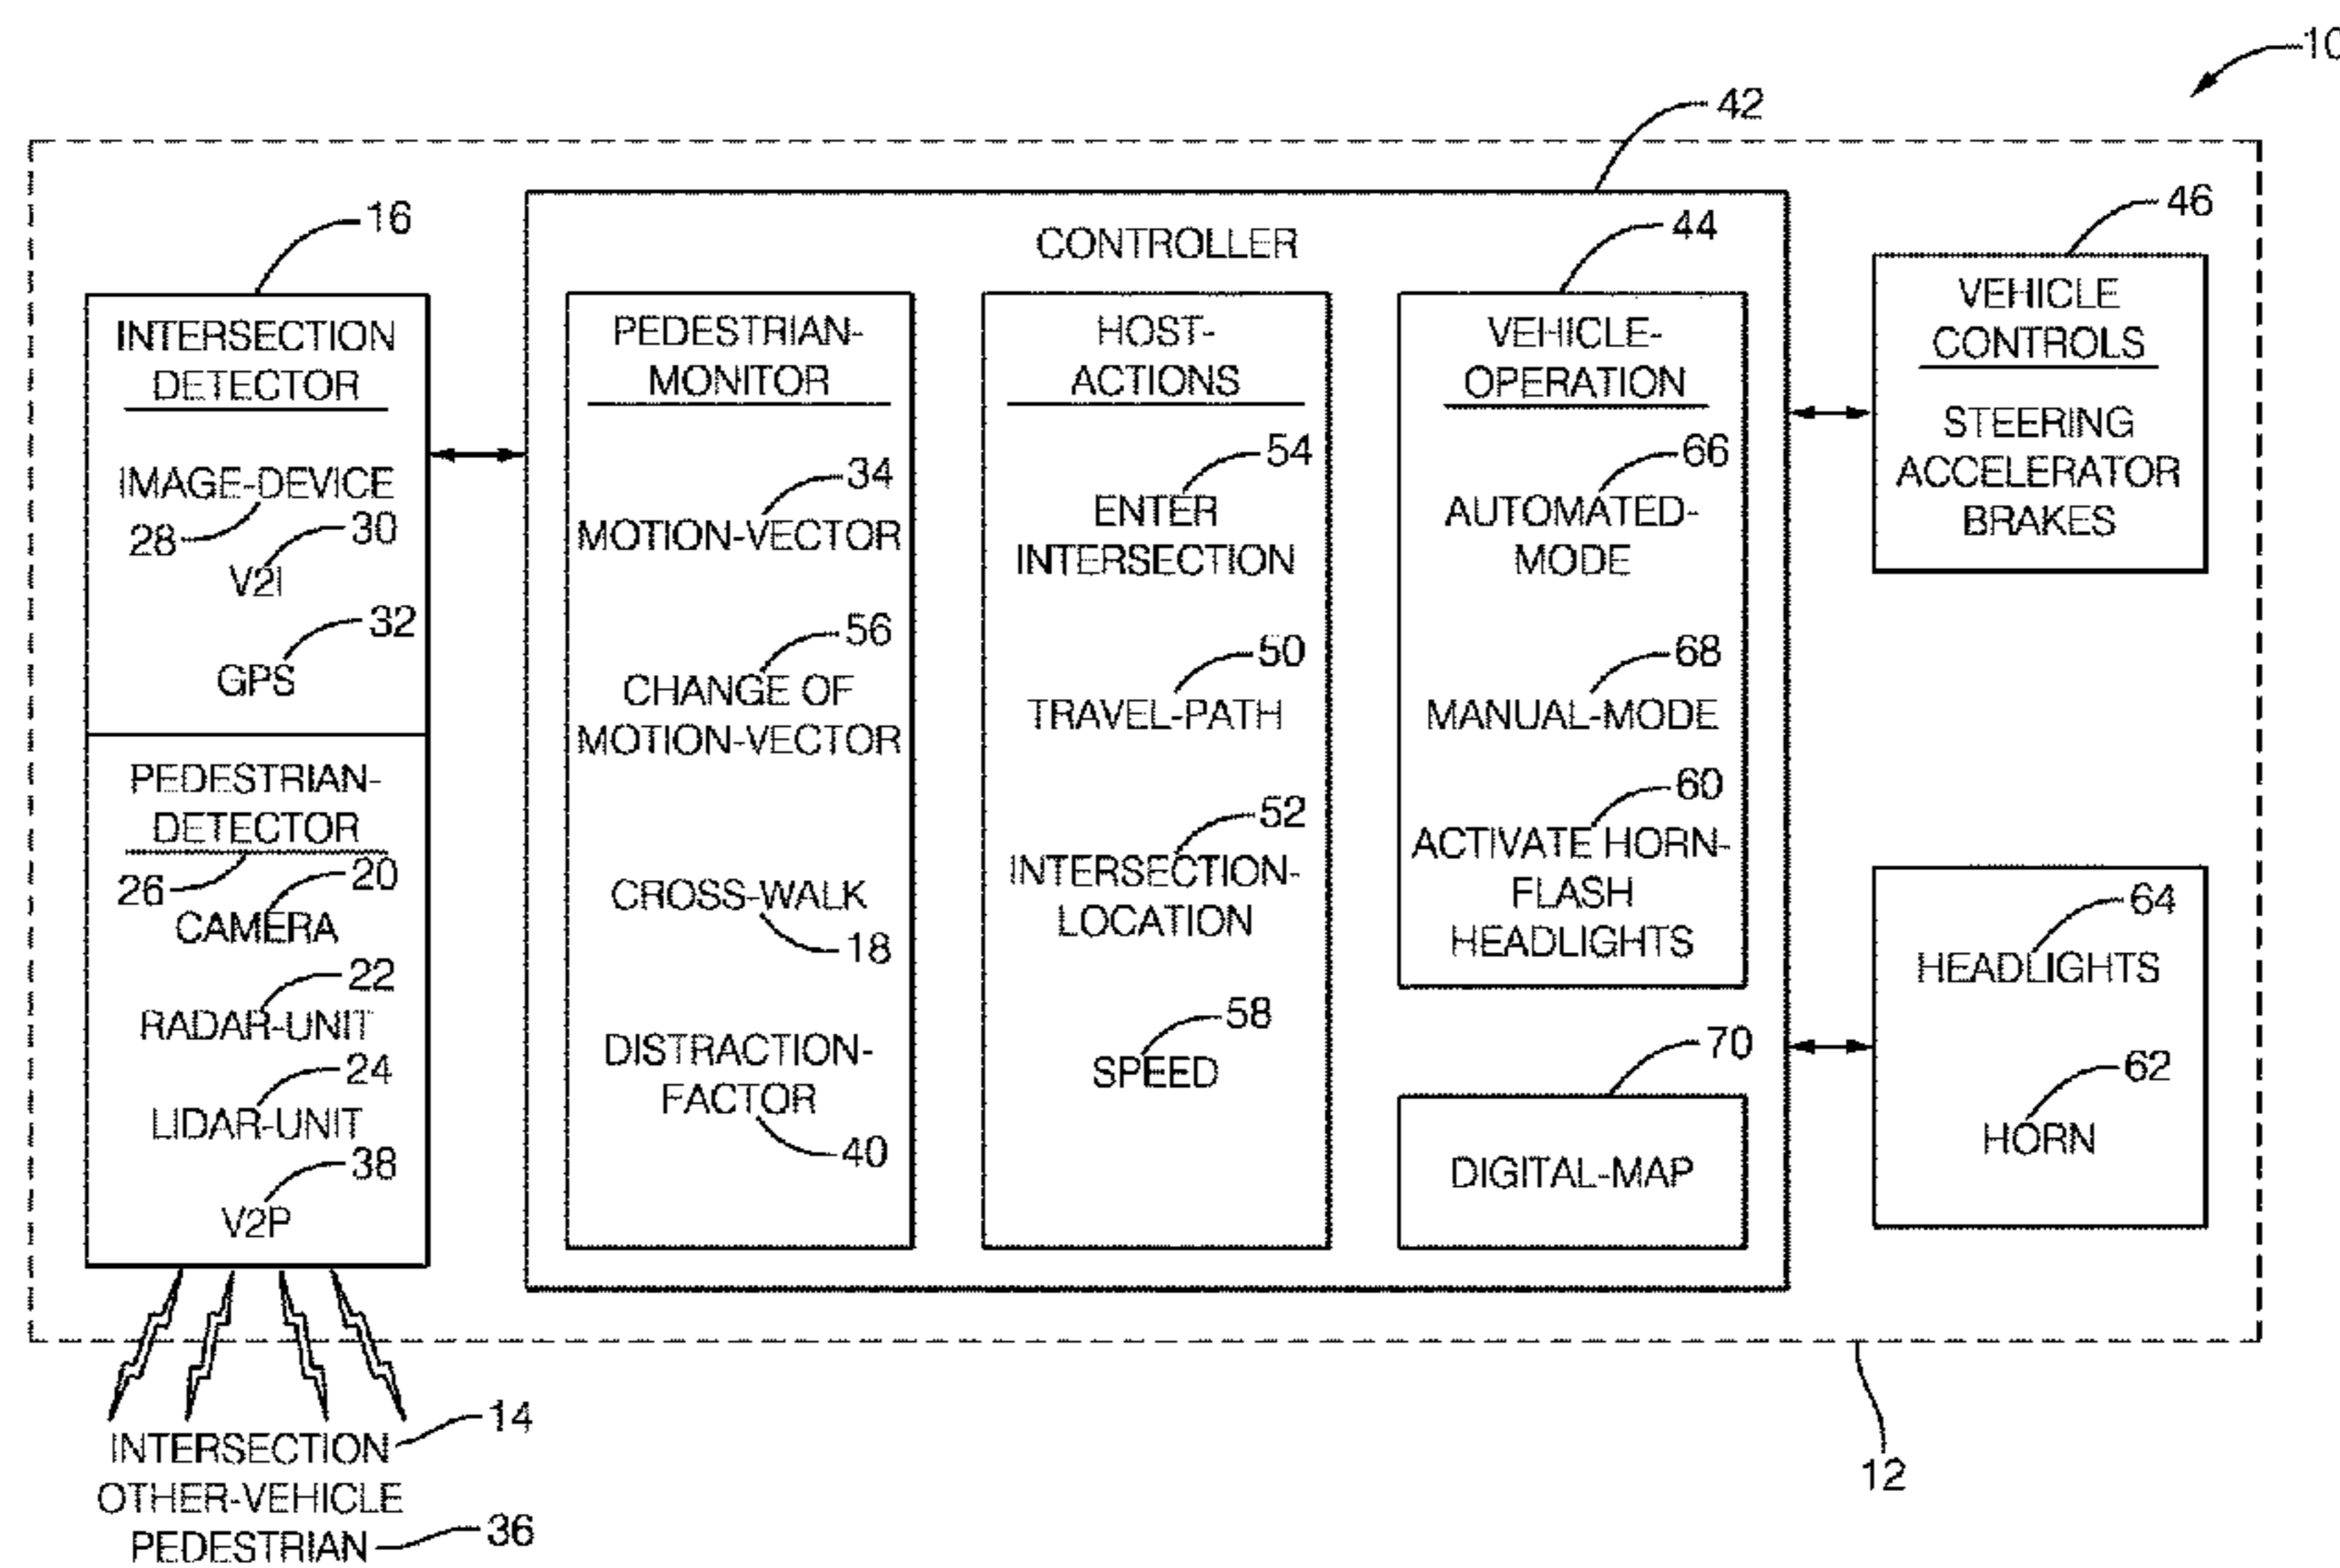 10
42
16
CONTROLLER
44
46
INTERSECTION
DETECTOR
IMAGE-DEVICE
28
30
V2I
32
GPS
PEDESTRIAN-
DETECTOR
26
20
CAMERA
22
RADAR-UNIT
24
LIDAR-UNIT
38
V2P
PEDESTRIAN-
MONITOR
34
MOTION-VECTOR
56
CHANGE OF
MOTION-VECTOR
CROSS-WALK
18
DISTRACTION-
FACTOR
40
HOST-
ACTIONS
54
ENTER
INTERSECTION
50
TRAVEL-PATH
52
INTERSECTION-
LOCATION
58
SPEED
VEHICLE-
OPERATION
66
AUTOMATED-
MODE
68
MANUAL-MODE
60
ACTIVATE HORN-
FLASH
HEADLIGHTS
70
DIGITAL-MAP
VEHICLE
CONTROLS
STEERING
ACCELERATOR
BRAKES
64
HEADLIGHTS
62
HORN
14
INTERSECTION
OTHER-VEHICLE
PEDESTRIAN
36
12